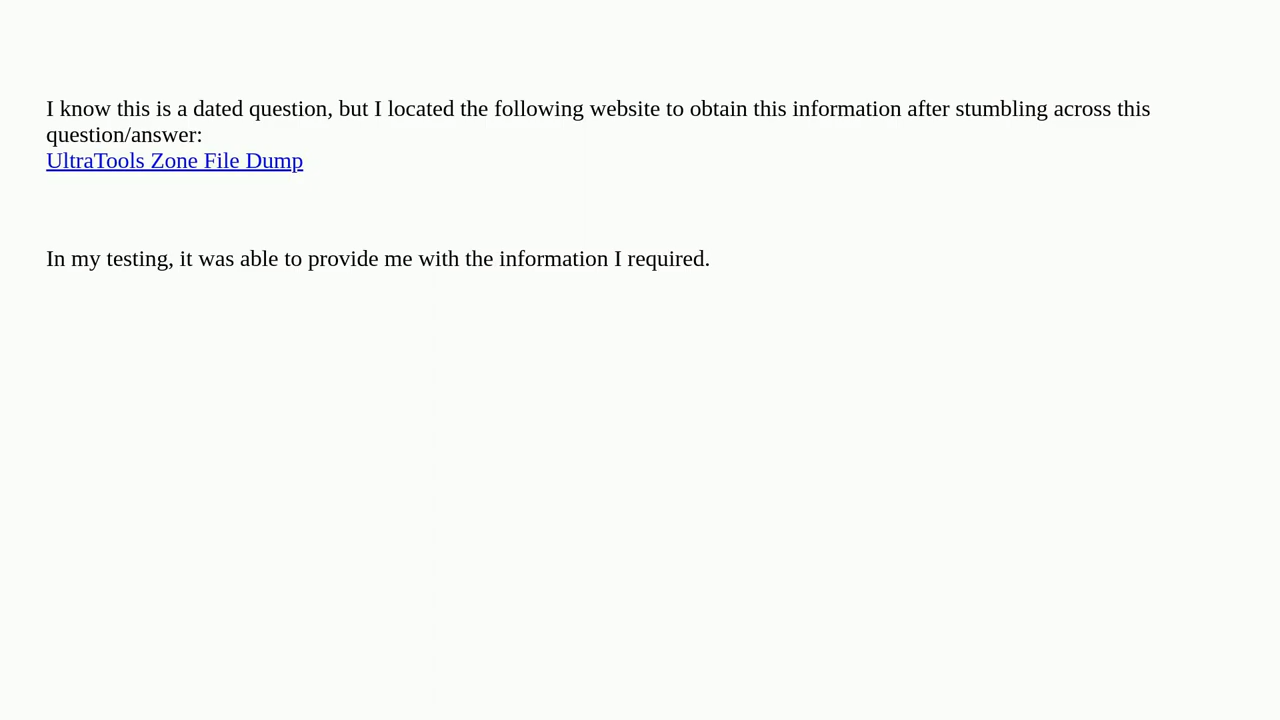 I know this is a dated question, but I located the following website to obtain this information after stumbling across this
question/answer:
UltraTools Zone File Dump
In my testing, it was able to provide me with the information I required.